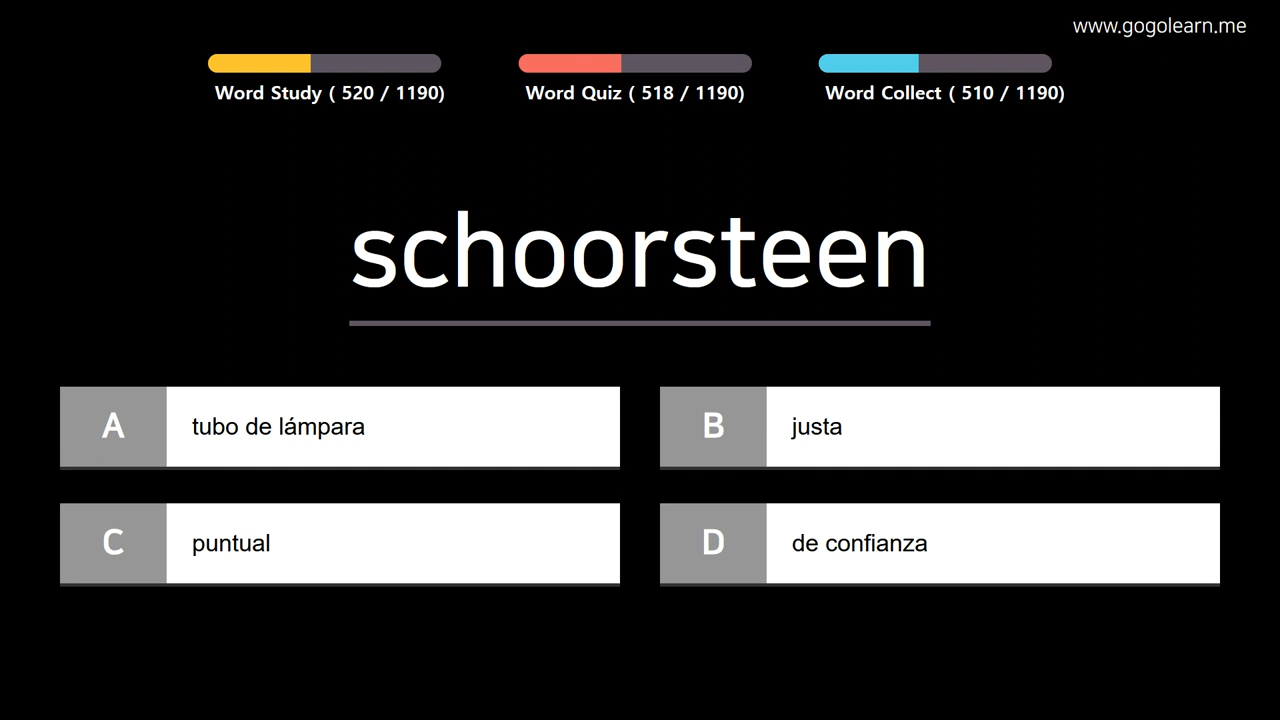 www.gogolearn.me
Word Study ( 520 / 1190)
Word Quiz ( 518 / 1190)
Word Collect ( 510 / 1190)
schoorsteen
A tubo de lámpara
B justa
C puntual
D de confianza